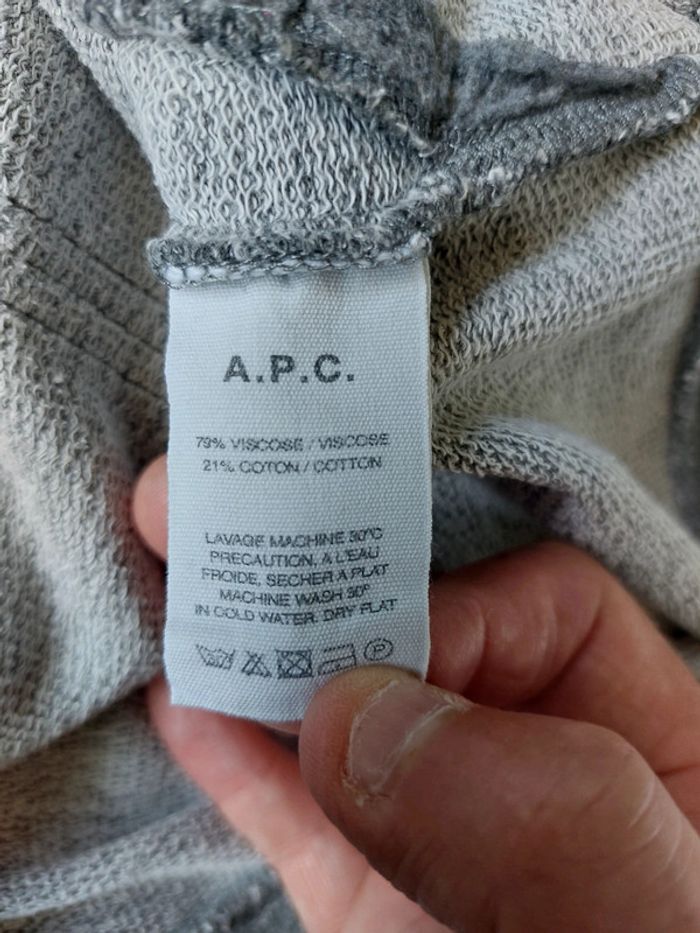 A.P.C.
79% VISCOSE / VISCOSE
21% COTON / COTTON
LAVAGE MACHINE 30°C
PRECAUTION, A L'EAU
FROIDE, SECHER A PLAT
MACHINE WASH 30°
IN COLD WATER. DRY FLAT
P